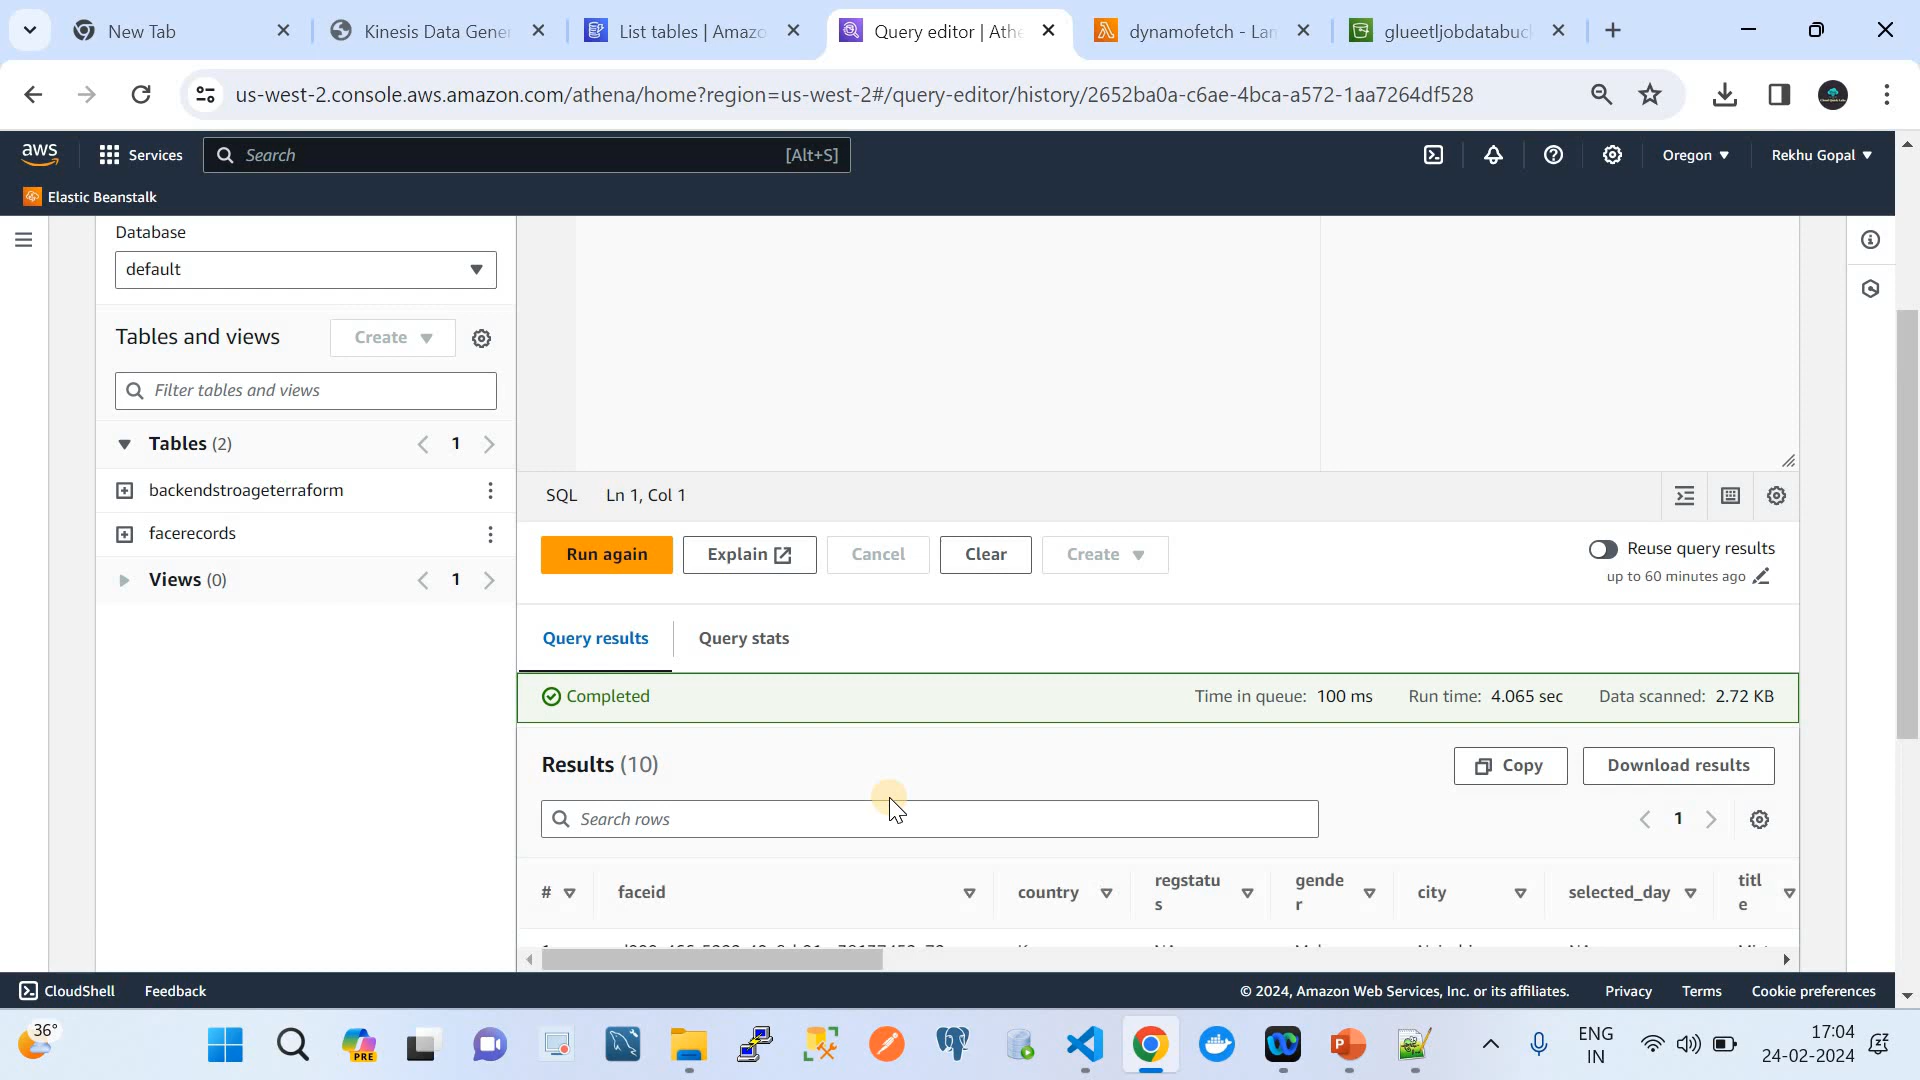 New Tab
Kinesis Data Gene
List tables | Amazo
Query editor | Athe
dynamofetch - Lan
glueetljobdatabuc
us-west-2.console.aws.amazon.com/athena/home?region=us-west-2#/query-editor/history/2652ba0a-c6ae-4bca-a572-1aa7264df528
aws
Services
Search
[Alt+S]
Oregon
Rekhu Gopal
Elastic Beanstalk
Database
default
Tables and views
Create
Filter tables and views
Tables (2)
1
backendstroageterraform
facerecords
Views (0)
1
SQL
Ln 1, Col 1
Run again
Explain
Cancel
Clear
Create
Reuse query results
up to 60 minutes ago
Query results
Query stats
Completed
Time in queue: 100 ms
Run time: 4.065 sec
Data scanned: 2.72 KB
Results (10)
Copy
Download results
Search rows
1
#
faceid
country
regstatu
s
gende
r
city
selected_day
titl
e
CloudShell
Feedback
© 2024, Amazon Web Services, Inc. or its affiliates.
Privacy
Terms
Cookie preferences
36°
PRE
ENG
IN
17:04
24-02-2024